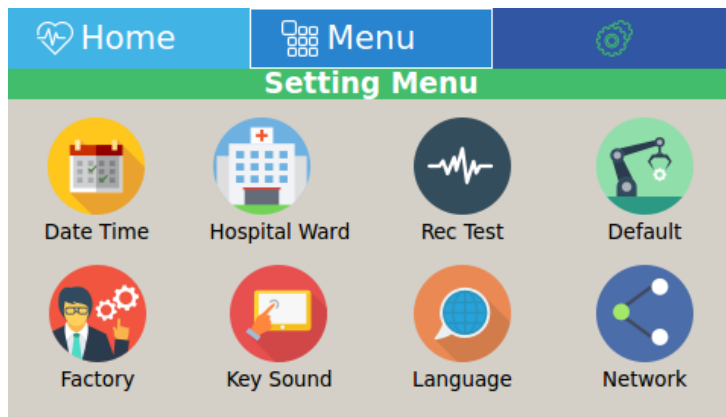 Home Menu
Setting Menu
Date Time Hospital Ward Rec Test Default
Factory Key Sound Language Network